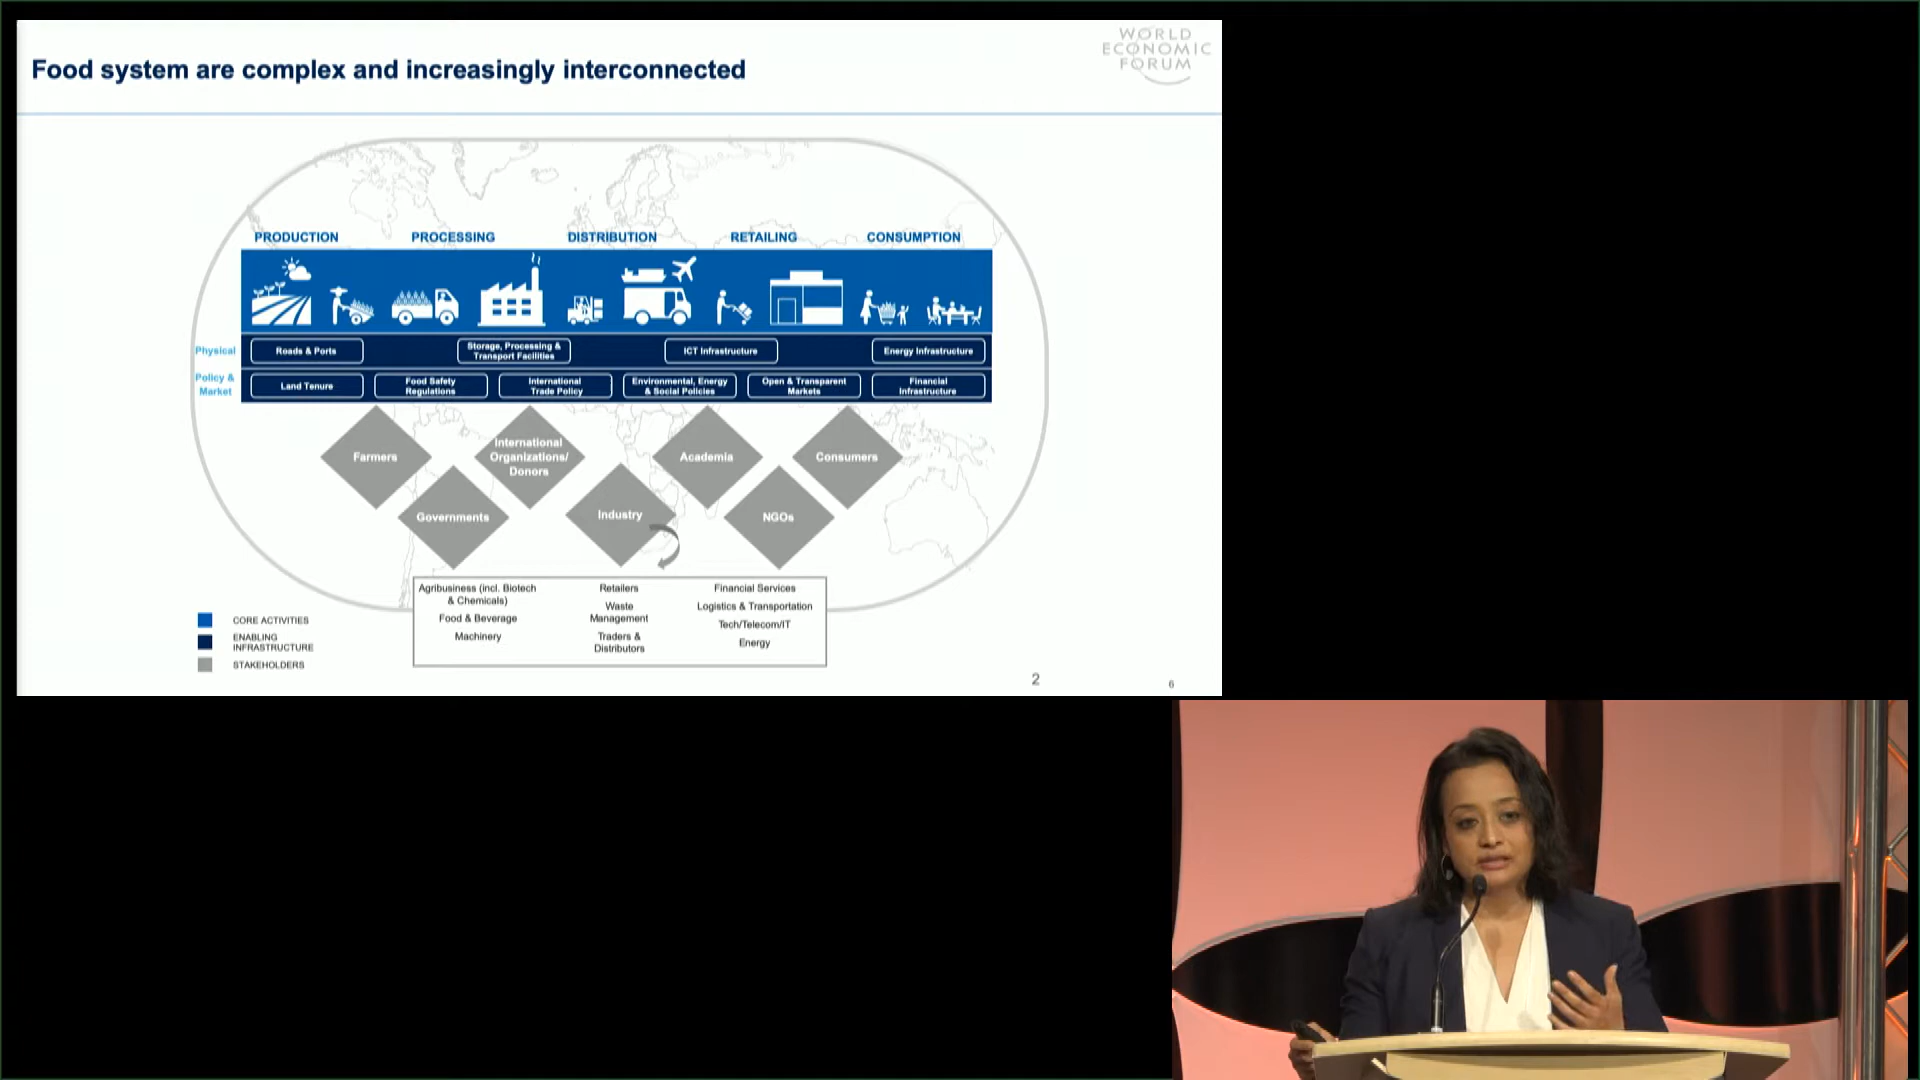 Food system are complex and increasingly interconnected
WORLD
ECONOMIC
FORUM
PRODUCTION
PROCESSING
DISTRIBUTION
RETAILING
CONSUMPTION
Physical
Roads & Ports
Storage, Processing &
Transport Facilities
ICT Infrastructure
Energy Infrastructure
Policy &
Market
Land Tenure
Food Safety
Regulations
International
Trade Policy
Environmental, Energy
& Social Policies
Open & Transparent
Markets
Financial
Infrastructure
Farmers
International
Organizations/
Donors
Academia
Consumers
Governments
Industry
NGOs
Agribusiness (incl. Biotech
& Chemicals)
Food & Beverage
Machinery
Retailers
Waste
Management
Traders &
Distributors
Financial Services
Logistics & Transportation
Tech/Telecom/IT
Energy
CORE ACTIVITIES
ENABLING
INFRASTRUCTURE
STAKEHOLDERS
2
6